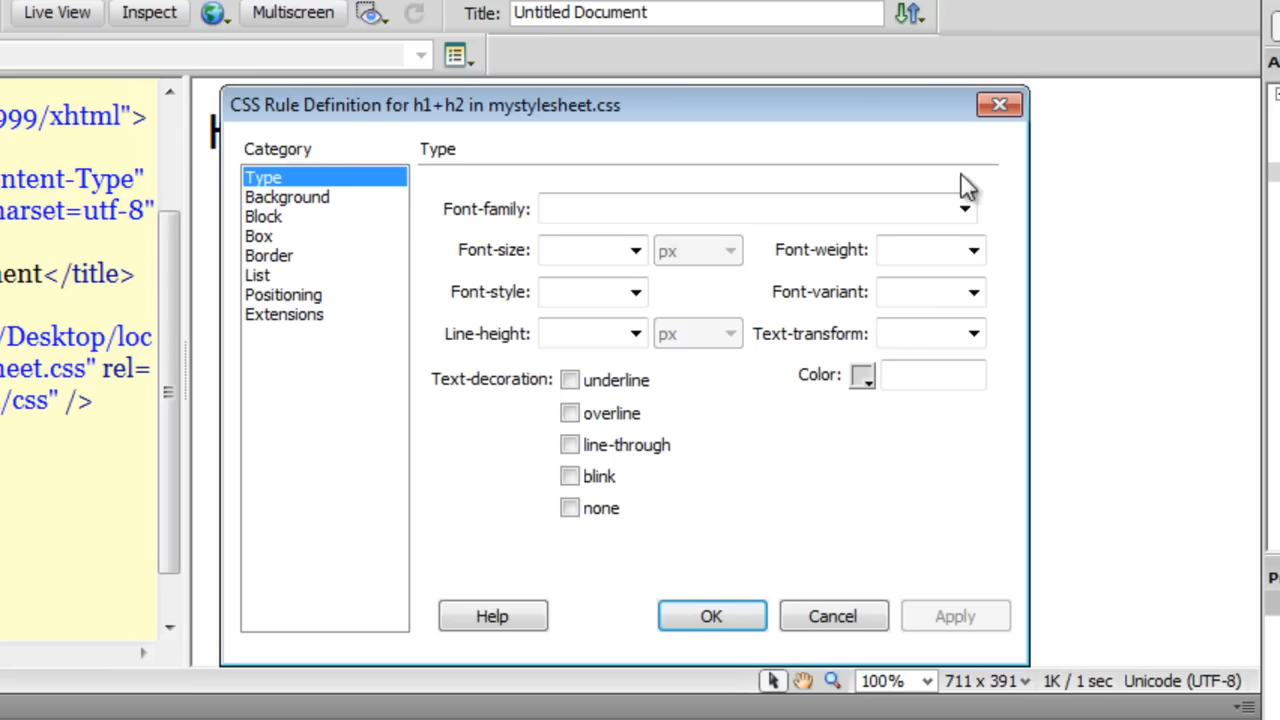 Live View Inspect Multiscreen Title: Untitled Document
999/xhtml">
ntent-Type"
harset=utf-8"
ent</title>
/Desktop/loc
heet.css" rel=
/css" />
CSS Rule Definition for h1+h2 in mystylesheet.css
Category
Type
Background
Block
Box
Border
List
Positioning
Extensions
Type
Font-family:
Font-size: px Font-weight:
Font-style: Font-variant:
Line-height: px Text-transform:
Text-decoration: underline Color:
overline
line-through
blink
none
Help OK Cancel Apply
100% 711 x 391 1K / 1 sec Unicode (UTF-8)